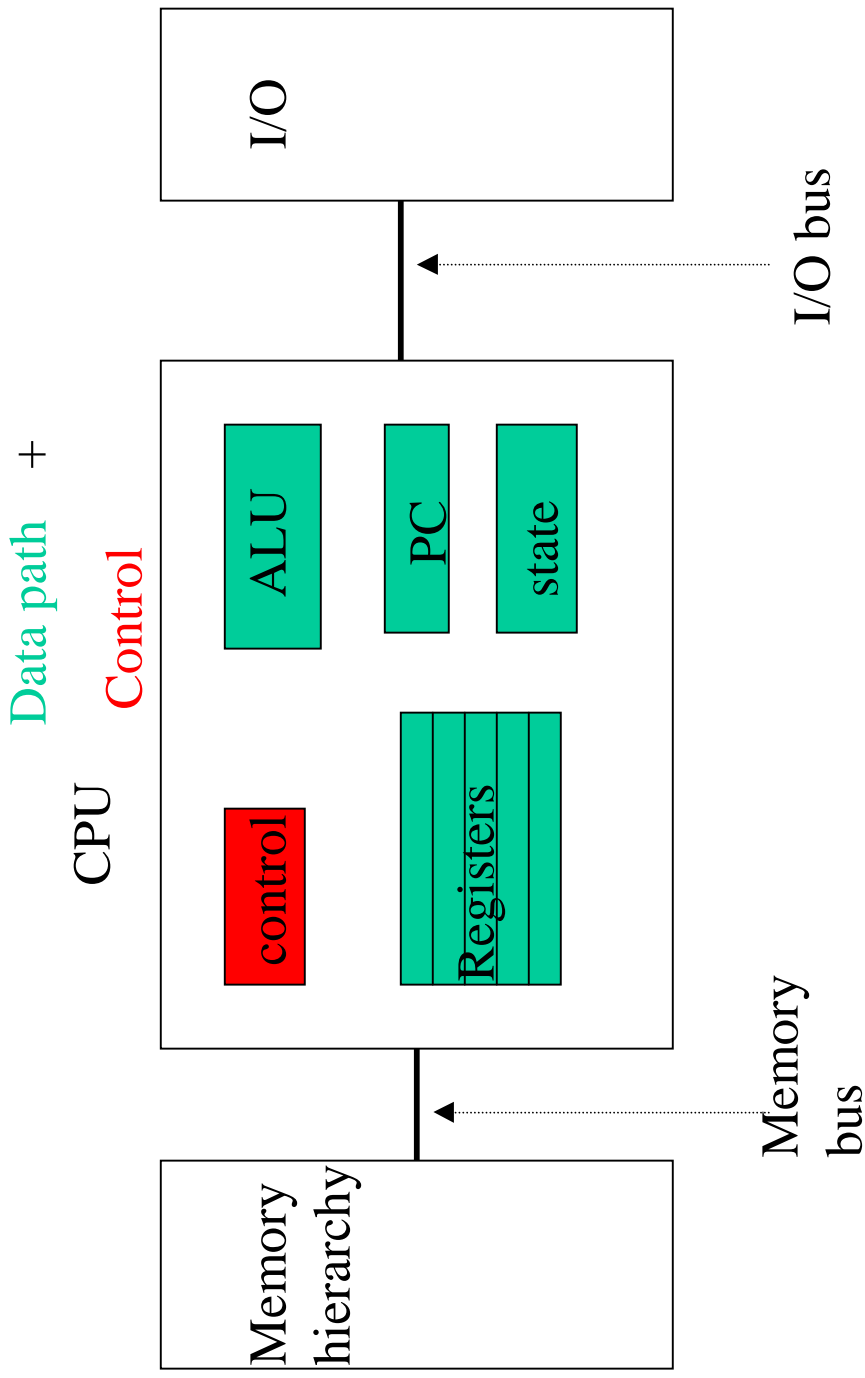 Data path +
CPU
Control
Memory
hierarchy
control
ALU
I/O
Registers
PC
state
Memory
bus
I/O bus